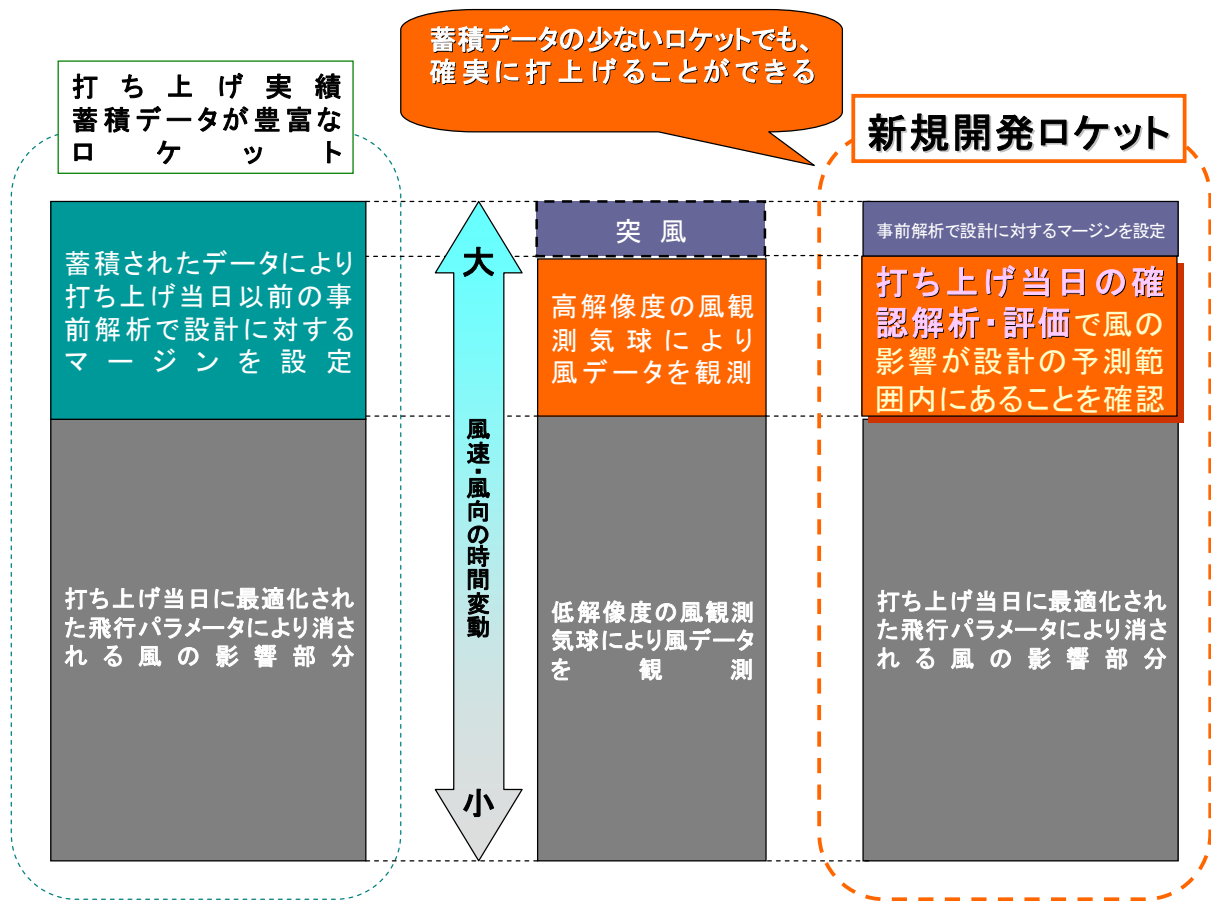 蓄積データの少ないロケットでも、
確実に打上げることができる
打ち上げ実績
蓄積データが豊富な
ロケット
新規開発ロケット
蓄積されたデータにより
打ち上げ当日以前の事
前解析で設計に対する
マージンを設定
打ち上げ当日に最適化され
た飛行パラメータにより消さ
れる風の影響部分
大
風速・風向の時間変動
小
突風
高解像度の風観
測気球により
風データを観測
低解像度の風観測
気球により風データ
を観測
事前解析で設計に対するマージンを設定
打ち上げ当日の確
認解析・評価で風の
影響が設計の予測範
囲内にあることを確認
打ち上げ当日に最適化され
た飛行パラメータにより消さ
れる風の影響部分